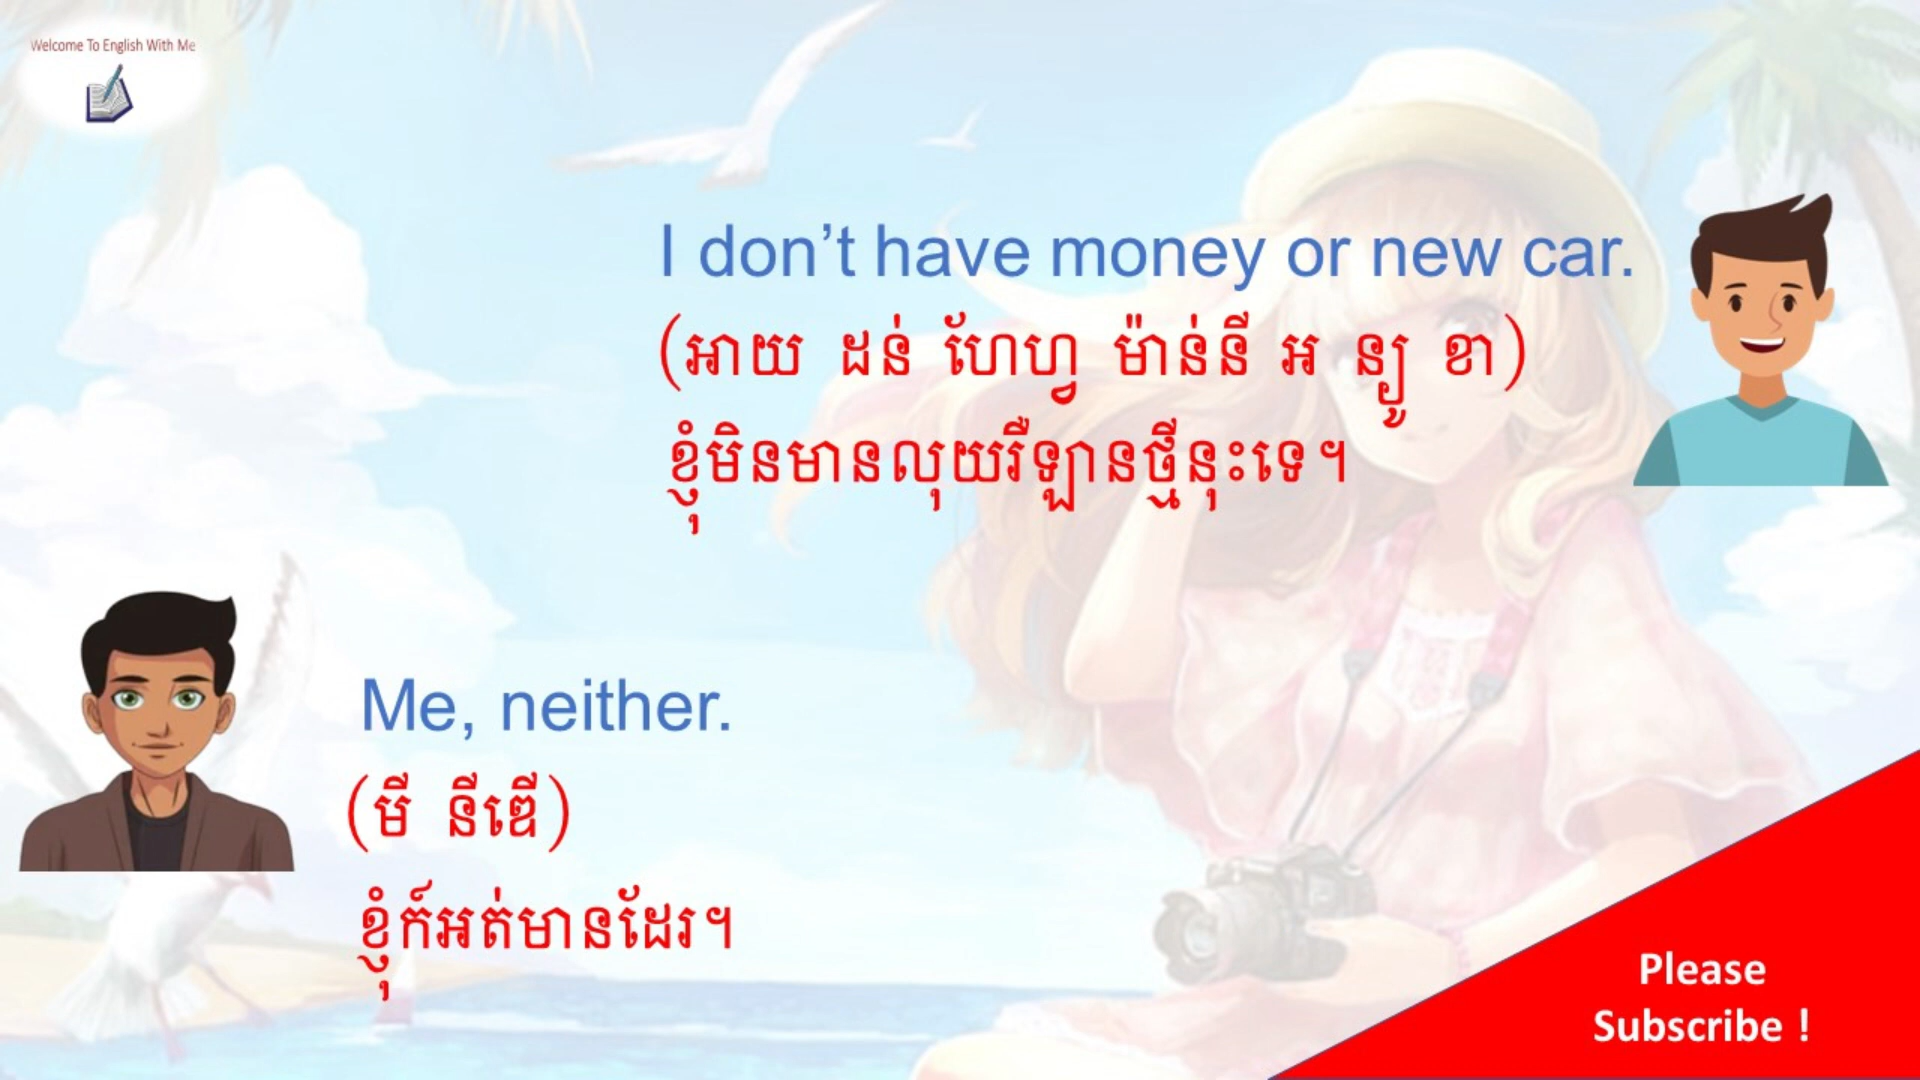 Welcome To English With Me
I don’t have money or new car.
(អាយ ដន់ ហែហ្វ ម៉ាន់នី អ ន្យូ ខា)
ខ្ញុំមិនមានលុយរឺឡានថ្មីនុះទេ។
Me, neither.
(មី នីឌើ)
ខ្ញុំក៍អត់មានដែរ។
Please
Subscribe !